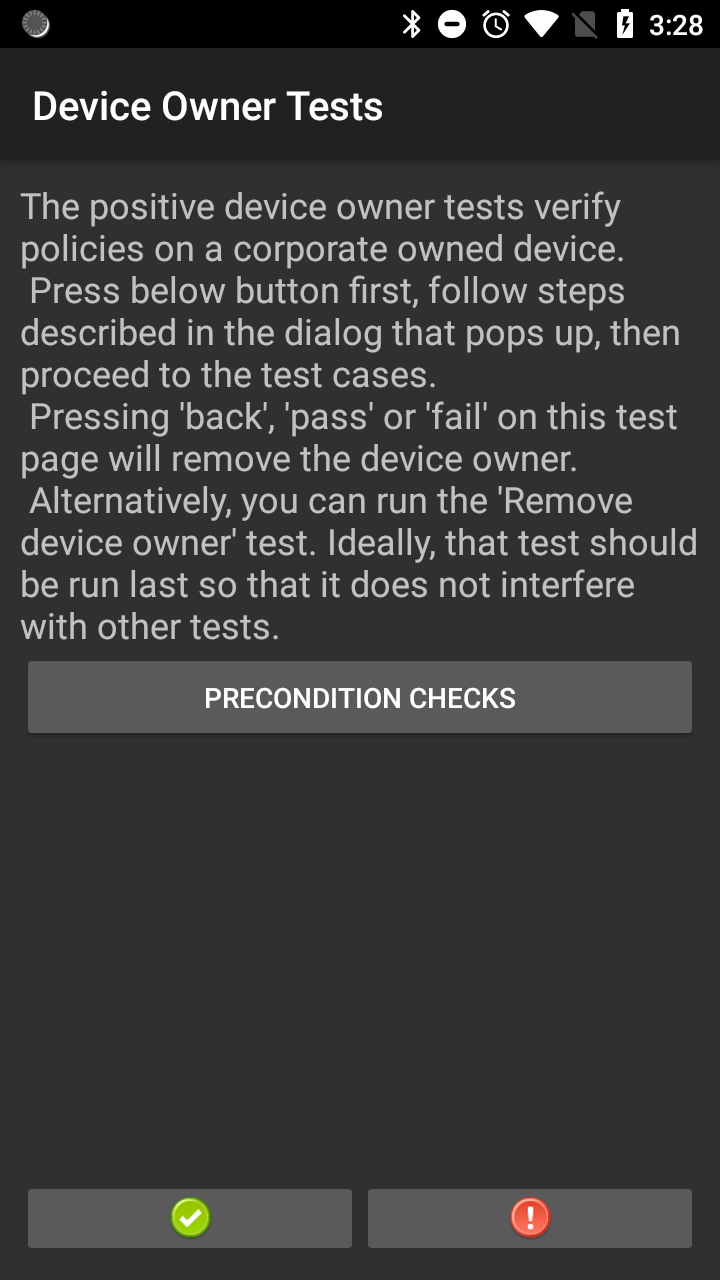 3:28
Device Owner Tests
The positive device owner tests verify
policies on a corporate owned device.
Press below button first, follow steps
described in the dialog that pops up, then
proceed to the test cases.
Pressing 'back', 'pass' or 'fail' on this test
page will remove the device owner.
Alternatively, you can run the 'Remove
device owner' test. Ideally, that test should
be run last so that it does not interfere
with other tests.
PRECONDITION CHECKS